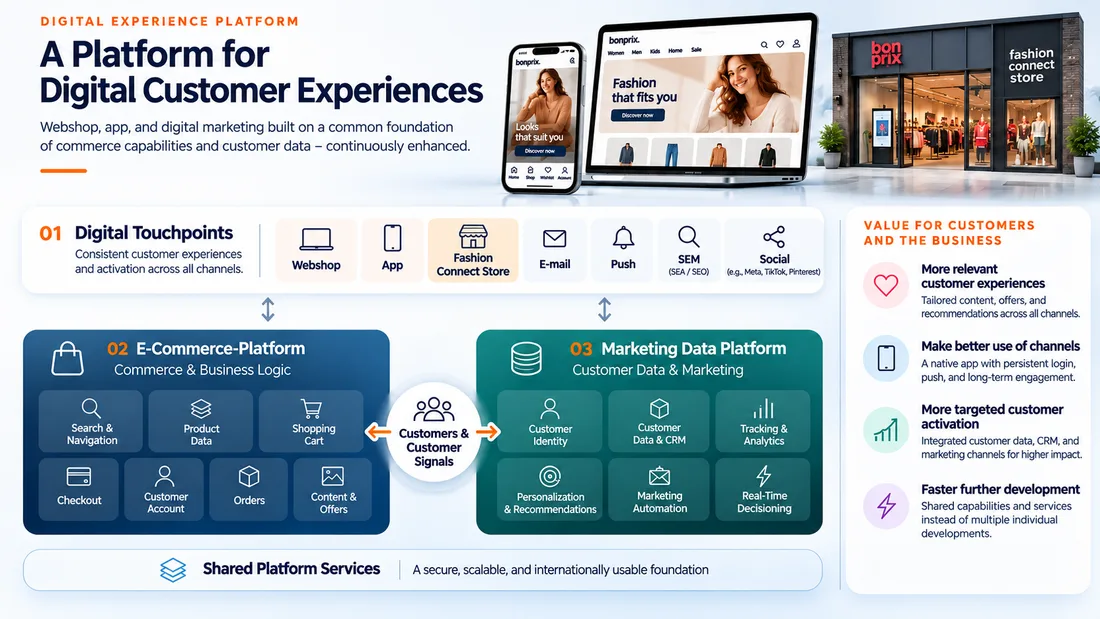 DIGITAL EXPERIENCE PLATFORM
A Platform for
Digital Customer Experiences
Webshop, app, and digital marketing built on a common foundation
of commerce capabilities and customer data – continuously enhanced.
bonprix.
Looks
that suit you
Discover now
Home
Shop
Wishlist
Account
bonprix.
Women
Men
Kids
Home
Sale
Fashion
that fits you
Discover now
bon
prix
fashion
connect
store
01
Digital Touchpoints
Consistent customer experiences
and activation across all channels.
Webshop
App
Fashion
Connect Store
E-mail
Push
SEM
(SEA / SEO)
Social
(e.g., Meta, TikTok, Pinterest)
02 E-Commerce-Platform
Commerce & Business Logic
Search &
Navigation
Product
Data
Shopping
Cart
Checkout
Customer
Account
Orders
Content &
Offers
Customers &
Customer
Signals
03 Marketing Data Platform
Customer Data & Marketing
Customer
Identity
Customer
Data & CRM
Tracking &
Analytics
Personalization
& Recommendations
Marketing
Automation
Real-Time
Decisioning
Shared Platform Services
A secure, scalable, and internationally usable foundation
VALUE FOR CUSTOMERS
AND THE BUSINESS
More relevant
customer experiences
Tailored content, offers, and
recommendations across all channels.
Make better use of channels
A native app with persistent login,
push, and long-term engagement.
More targeted customer
activation
Integrated customer data, CRM, and
marketing channels for higher impact.
Faster further development
Shared capabilities and services
instead of multiple individual
developments.